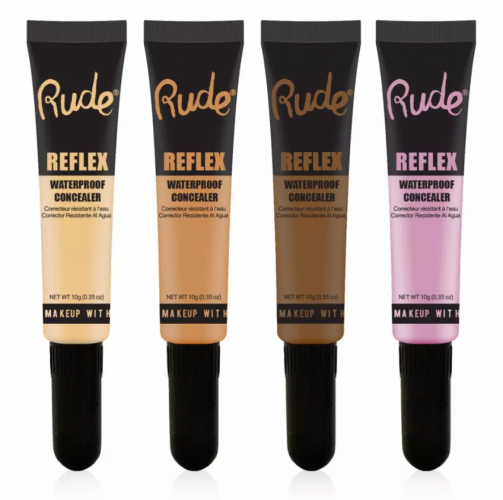 Rude®
REFLEX
WATERPROOF
CONCEALER
Correcteur résistant à l'eau
Corrector Resistente Al Agua
NET WT 10g (0.35 oz)
MAKEUP WITH
Rude®
REFLEX
WATERPROOF
CONCEALER
Correcteur résistant à l'eau
Corrector Resistente Al Agua
NET WT 10g (0.35 oz)
MAKEUP WITH
Rude®
REFLEX
WATERPROOF
CONCEALER
Correcteur résistant à l'eau
Corrector Resistente Al Agua
NET WT 10g (0.35 oz)
MAKEUP WITH
Rude®
REFLEX
WATERPROOF
CONCEALER
Correcteur résistant à l'eau
Corrector Resistente Al Agua
NET WT 10g (0.35 oz)
MAKEUP WITH